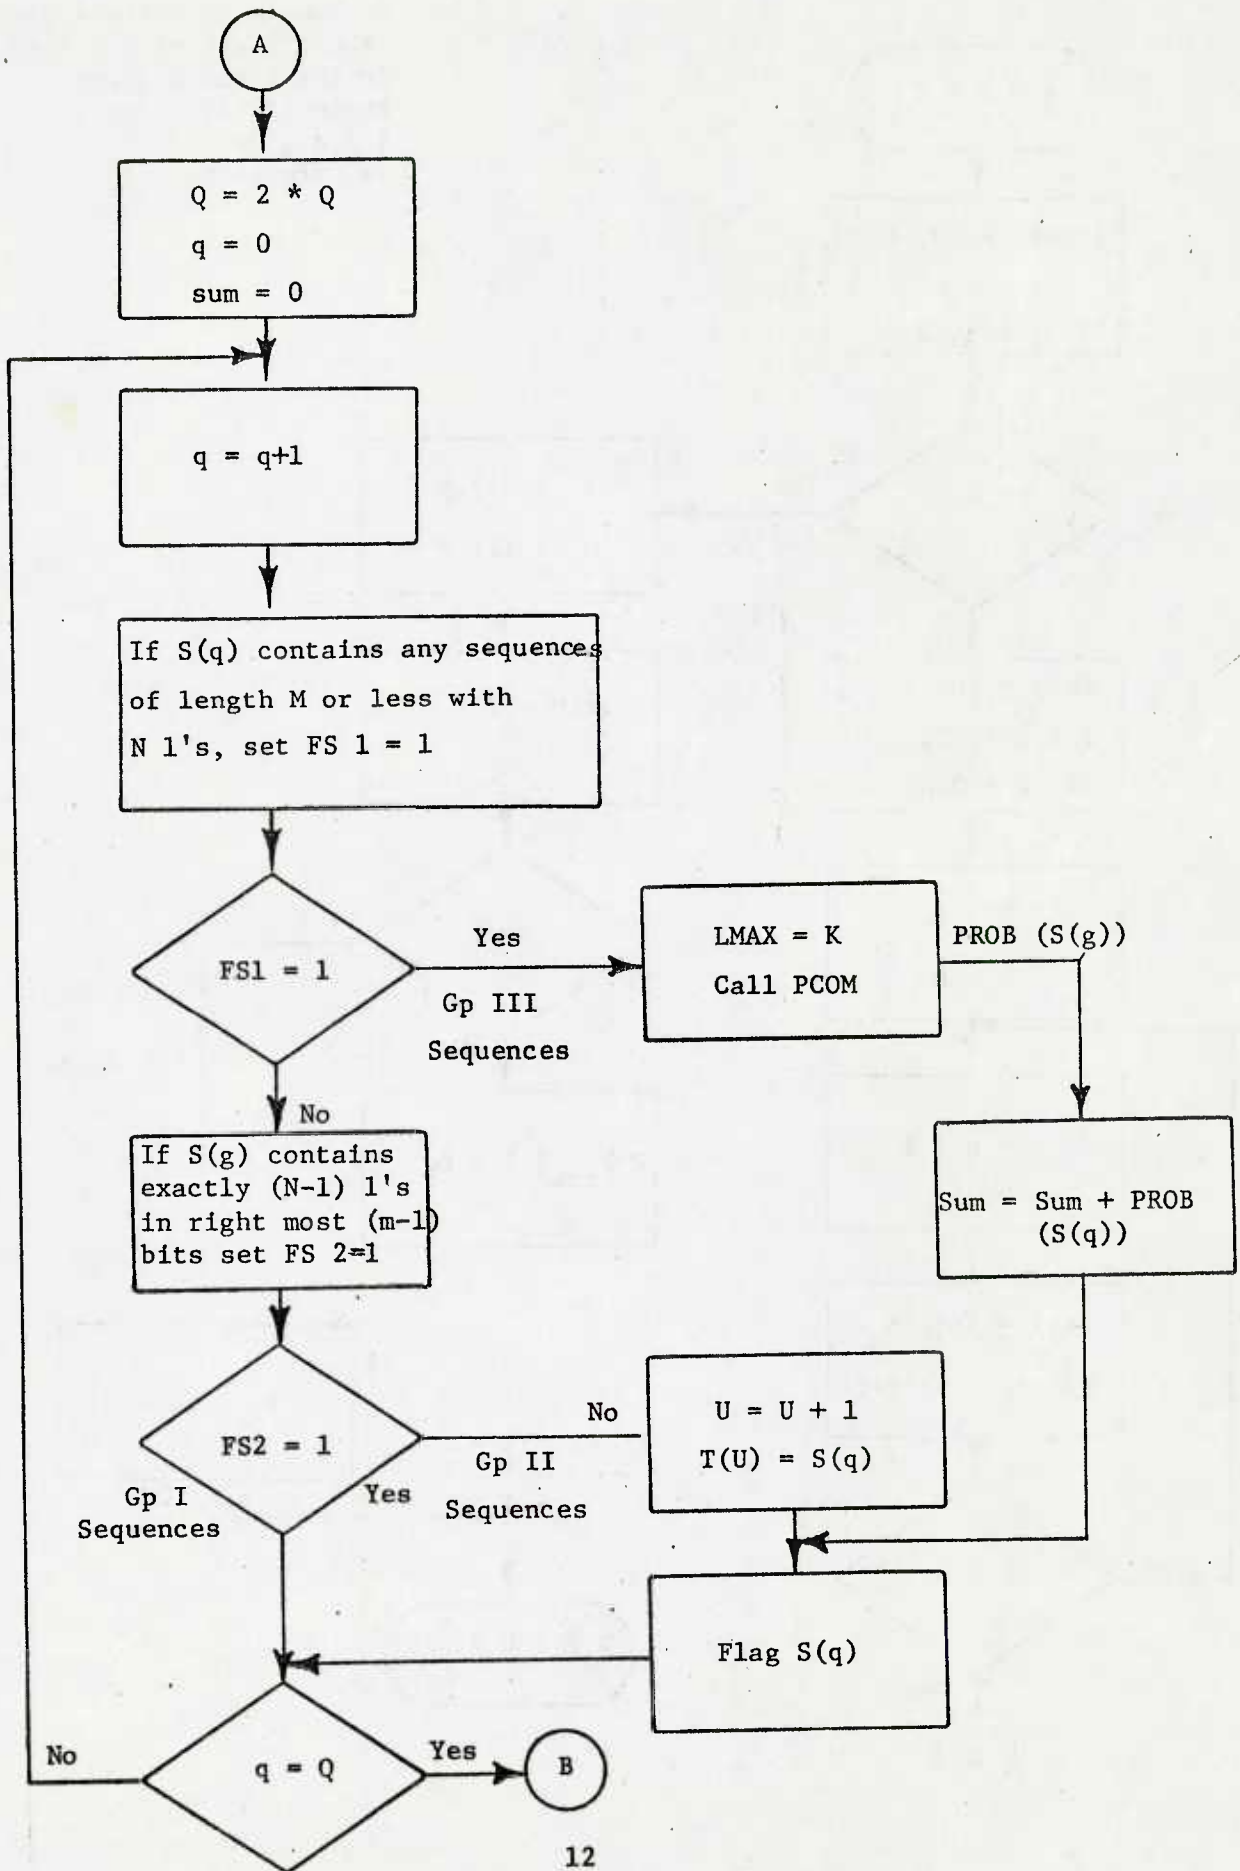 A
Q = 2 * Q
q = 0
sum = 0
q = q+1
If S(q) contains any sequences
of length M or less with
N 1's, set FS 1 = 1
FS1 = 1
Yes
Gp III
Sequences
LMAX = K
Call PCOM
PROB (S(g))
No
If S(g) contains
exactly (N-1) 1's
in right most (m-1)
bits set FS 2=1
Sum = Sum + PROB
(S(q))
FS2 = 1
No
Gp II
Sequences
U = U + 1
T(U) = S(q)
Gp I
Sequences
Yes
Flag S(q)
No
q = Q
Yes
B
12